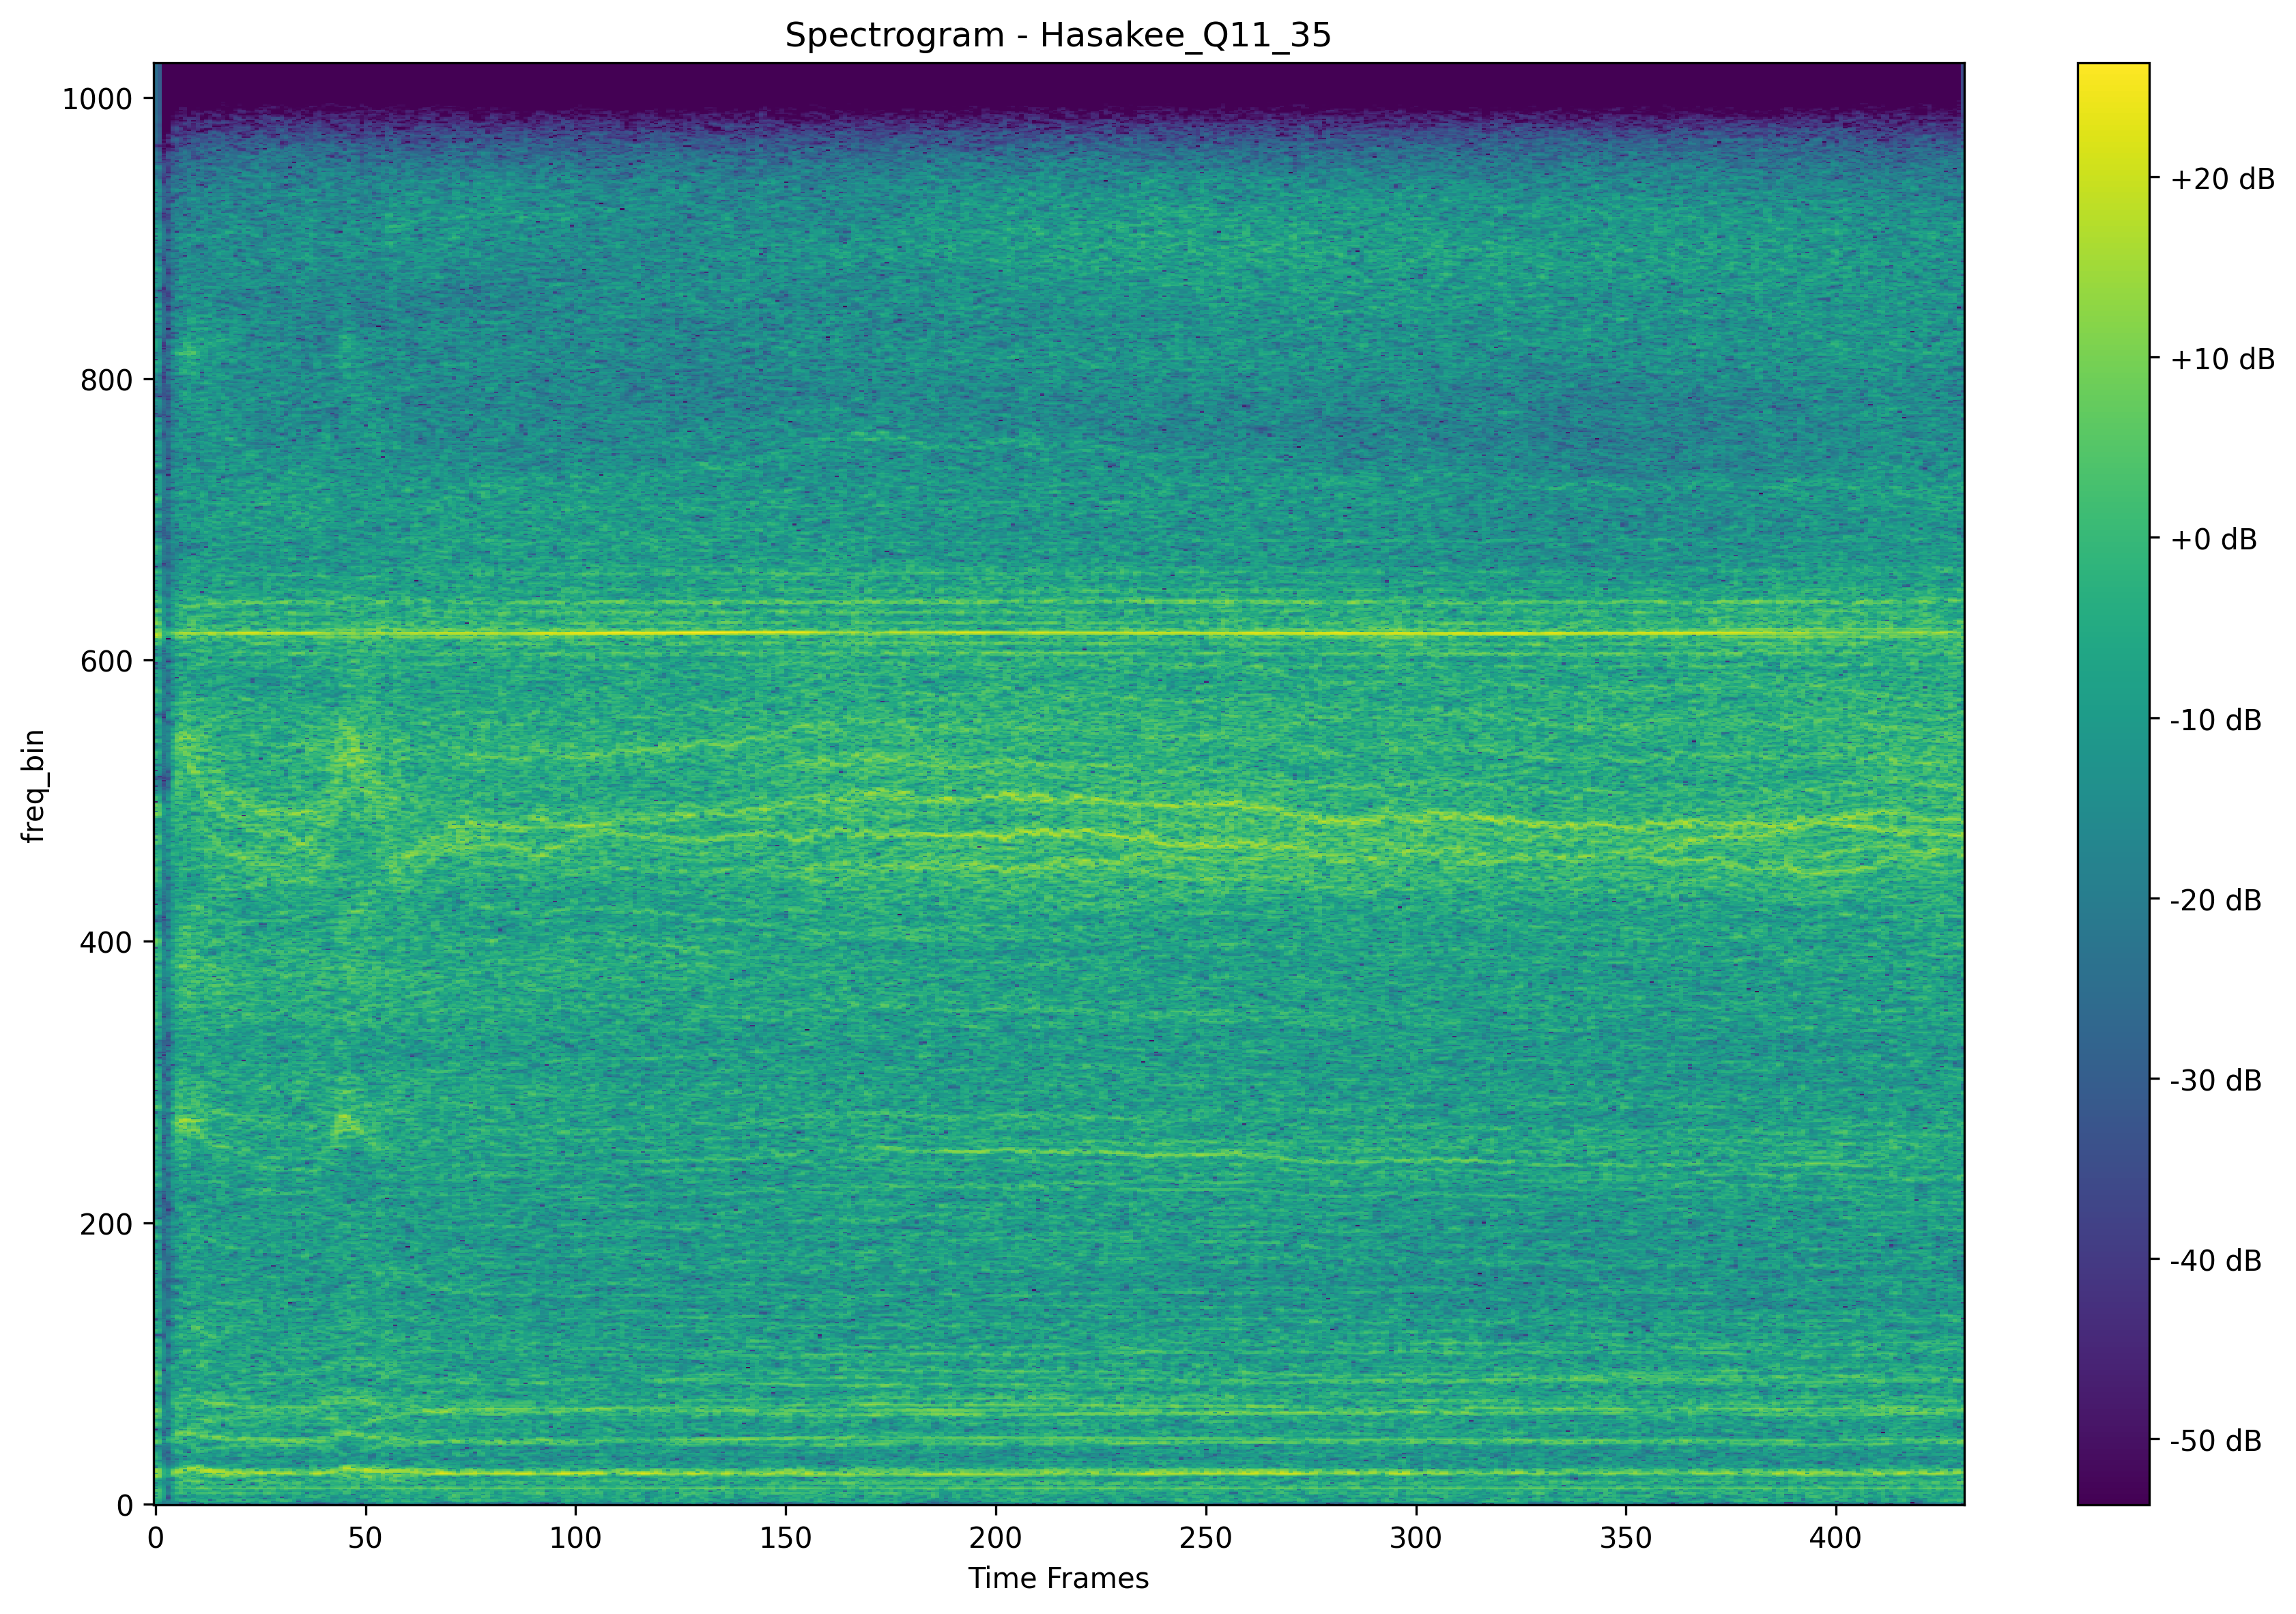 Spectrogram - Hasakee_Q11_35
1000
800
600
400
200
0
freq_bin
0 50 100 150 200 250 300 350 400
Time Frames
+20 dB
+10 dB
+0 dB
-10 dB
-20 dB
-30 dB
-40 dB
-50 dB